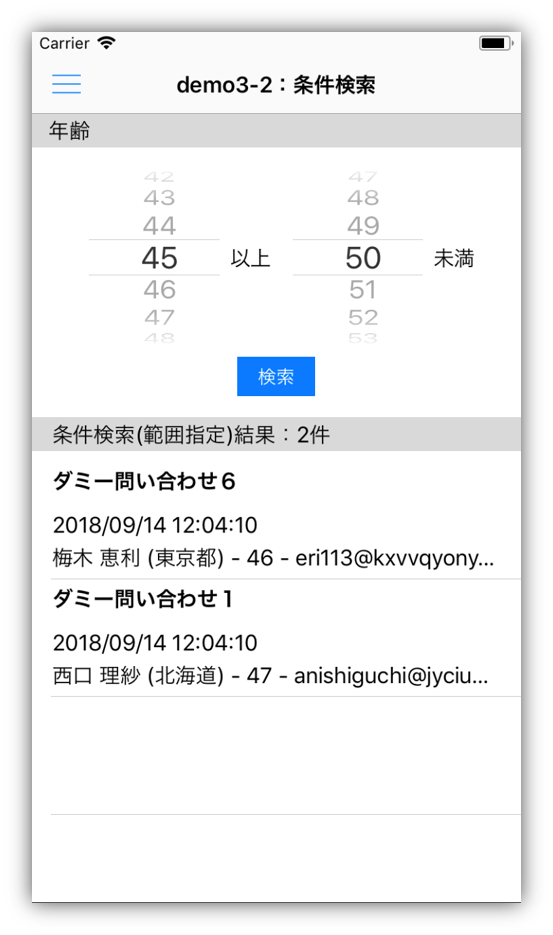 Carrier
demo3-2：条件検索
年齢
42 47
43 48
44 49
45 以上 50 未満
46 51
47 52
48 53
検索
条件検索(範囲指定)結果：2件
ダミー問い合わせ6
2018/09/14 12:04:10
梅木 恵利 (東京都) - 46 - eri113@kxvvqyony...
ダミー問い合わせ1
2018/09/14 12:04:10
西口 理紗 (北海道) - 47 - anishiguchi@jyciu...